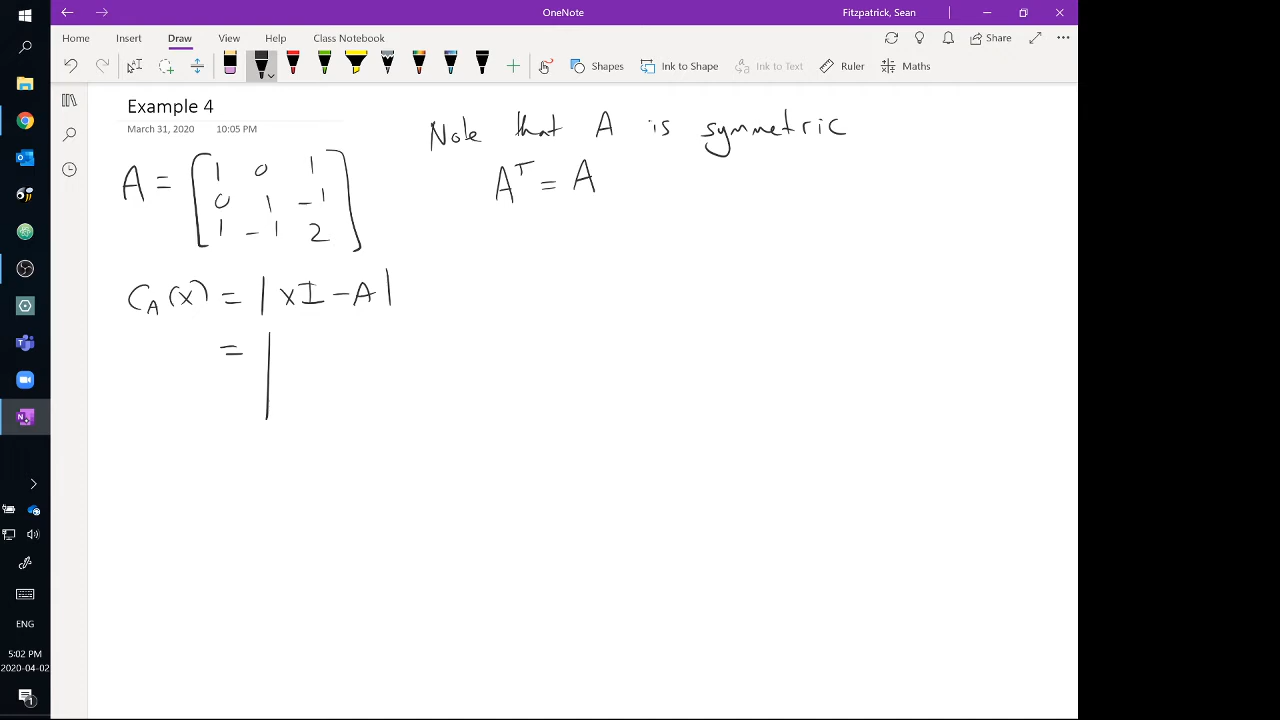 OneNote
Fitzpatrick, Sean
Home Insert Draw View Help Class Notebook
Share
Shapes Ink to Shape Ink to Text Ruler Maths
Example 4
March 31, 2020 10:05 PM
Note that A is symmetric
Aᵀ = A
A = [1 0 1
0 1 -1
1 -1 2]
C_A(x) = | xI - A |
= |
ENG
5:02 PM
2020-04-02
1